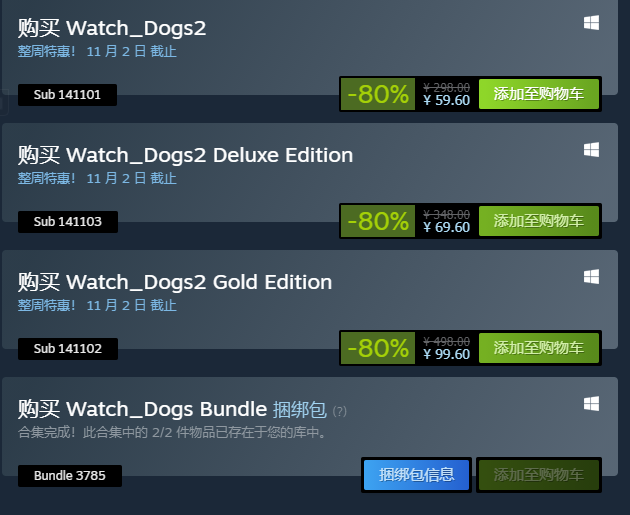 购买 Watch_Dogs2
整周特惠! 11 月 2 日 截止
Sub 141101
-80%
¥ 298.00
¥ 59.60
添加至购物车
购买 Watch_Dogs2 Deluxe Edition
整周特惠! 11 月 2 日 截止
Sub 141103
-80%
¥ 348.00
¥ 69.60
添加至购物车
购买 Watch_Dogs2 Gold Edition
整周特惠! 11 月 2 日 截止
Sub 141102
-80%
¥ 498.00
¥ 99.60
添加至购物车
购买 Watch_Dogs Bundle 捆绑包 (?)
合集完成！此合集中的 2/2 件物品已存在于您的库中。
Bundle 3785
捆绑包信息
添加至购物车